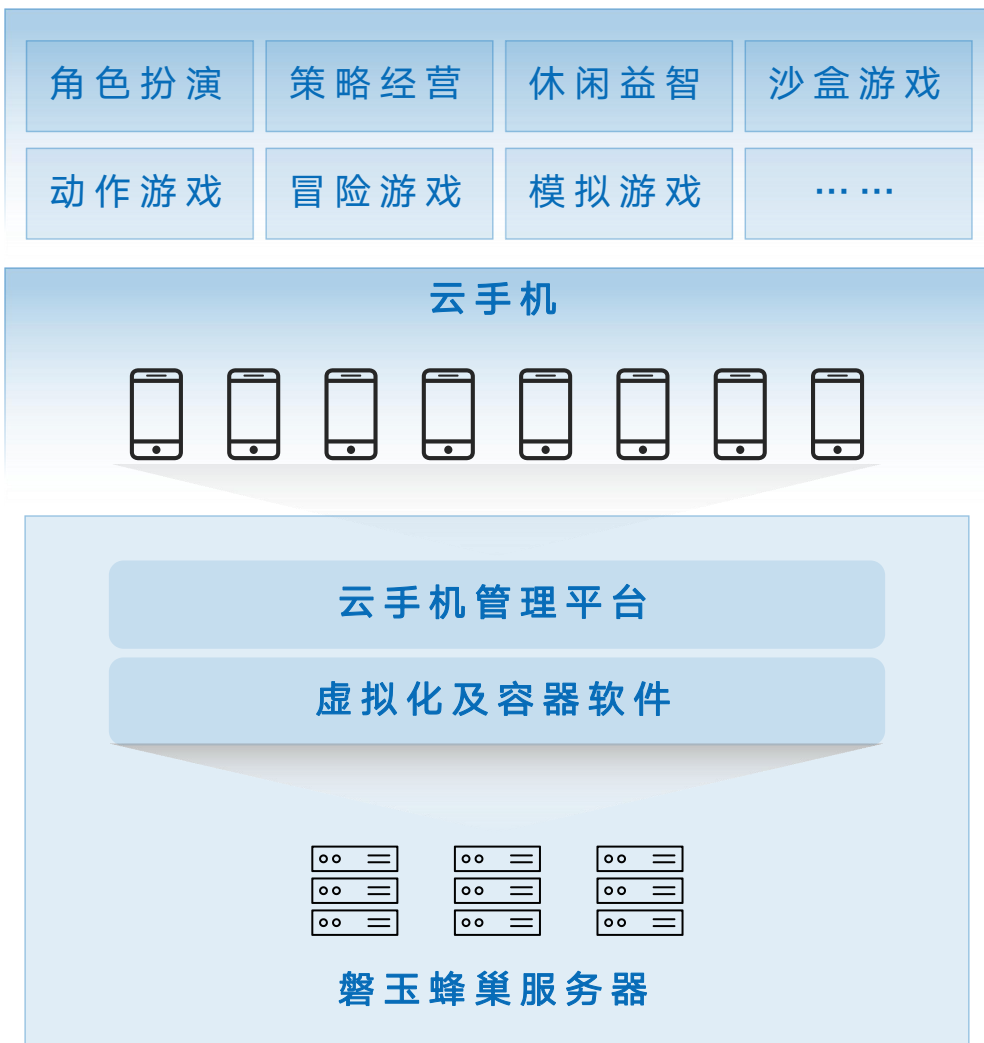 角色扮演 策略经营 休闲益智 沙盒游戏
动作游戏 冒险游戏 模拟游戏 ……
云手机
云手机管理平台
虚拟化及容器软件
磐玉蜂巢服务器